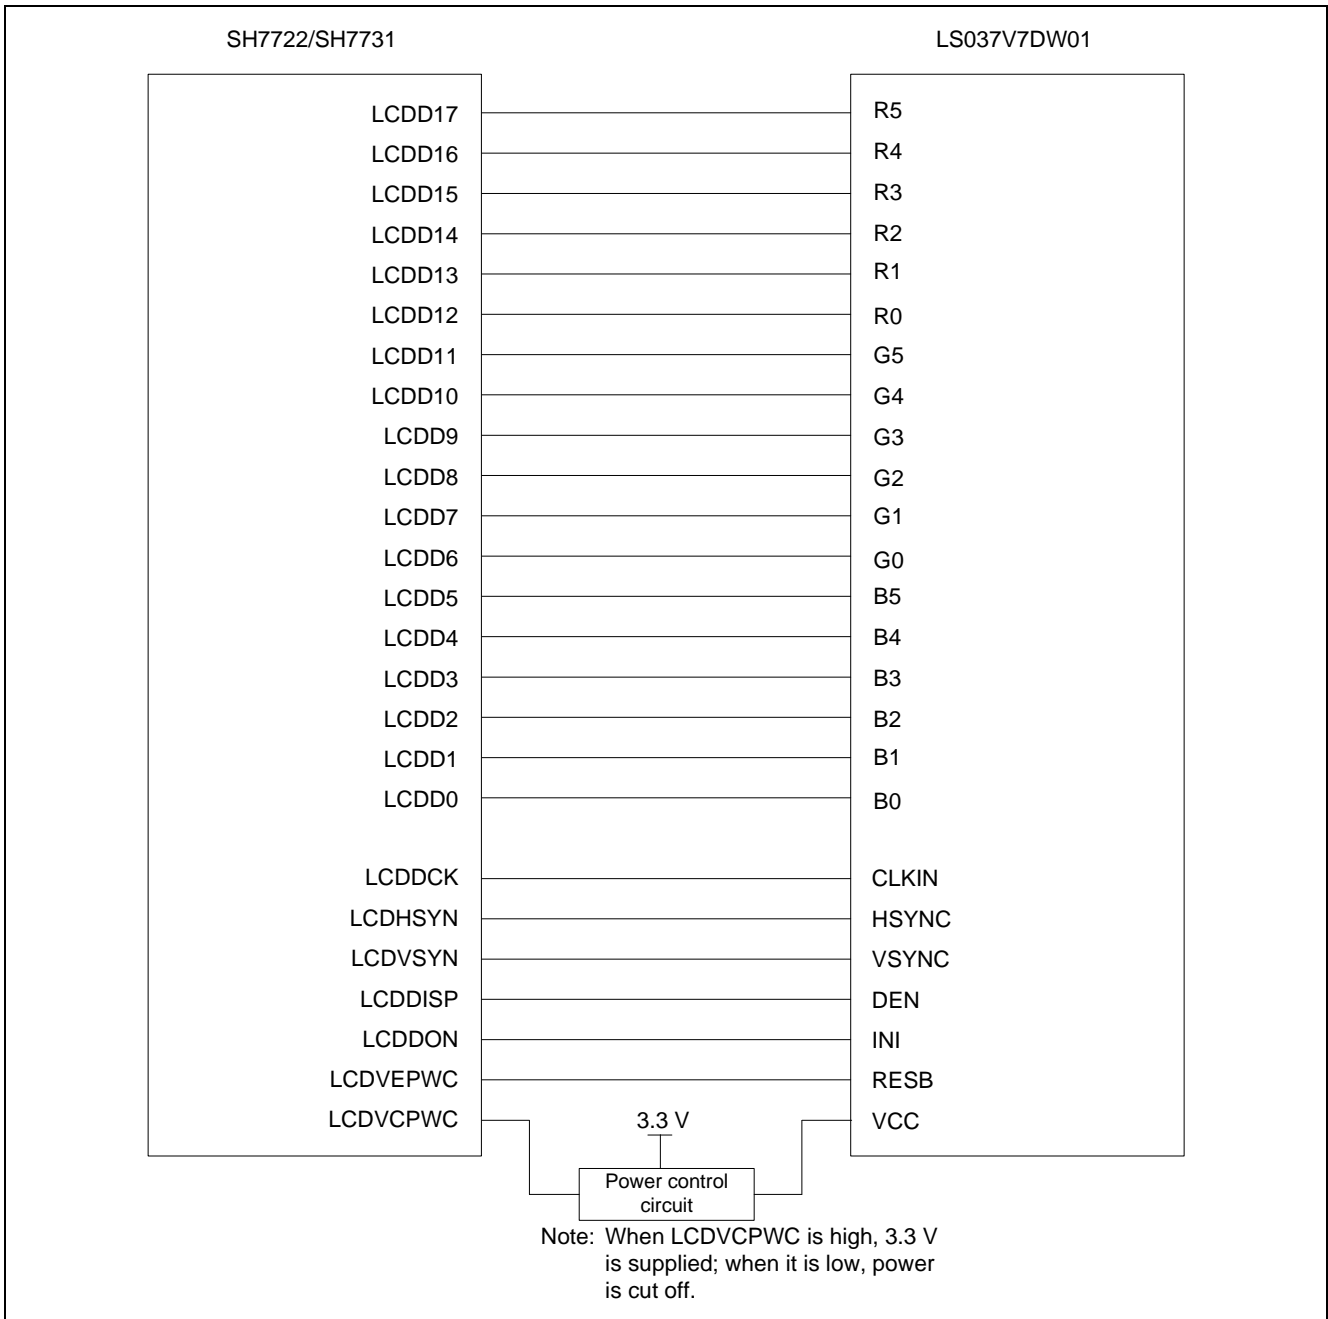 SH7722/SH7731 LS037V7DW01
LCDD17 R5
LCDD16 R4
LCDD15 R3
LCDD14 R2
LCDD13 R1
LCDD12 R0
LCDD11 G5
LCDD10 G4
LCDD9 G3
LCDD8 G2
LCDD7 G1
LCDD6 G0
LCDD5 B5
LCDD4 B4
LCDD3 B3
LCDD2 B2
LCDD1 B1
LCDD0 B0
LCDDCK CLKIN
LCDHSYN HSYNC
LCDVSYN VSYNC
LCDDISP DEN
LCDDON INI
LCDVEPWC RESB
LCDVCPWC 3.3 V VCC
Power control
circuit
Note: When LCDVCPWC is high, 3.3 V
is supplied; when it is low, power
is cut off.